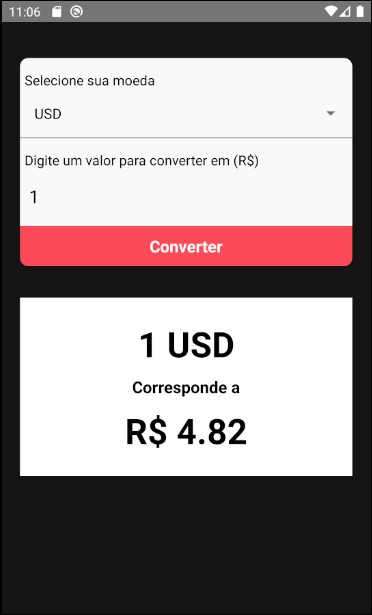 11:06
Selecione sua moeda
USD
Digite um valor para converter em (R$)
1
Converter
1 USD
Corresponde a
R$ 4.82